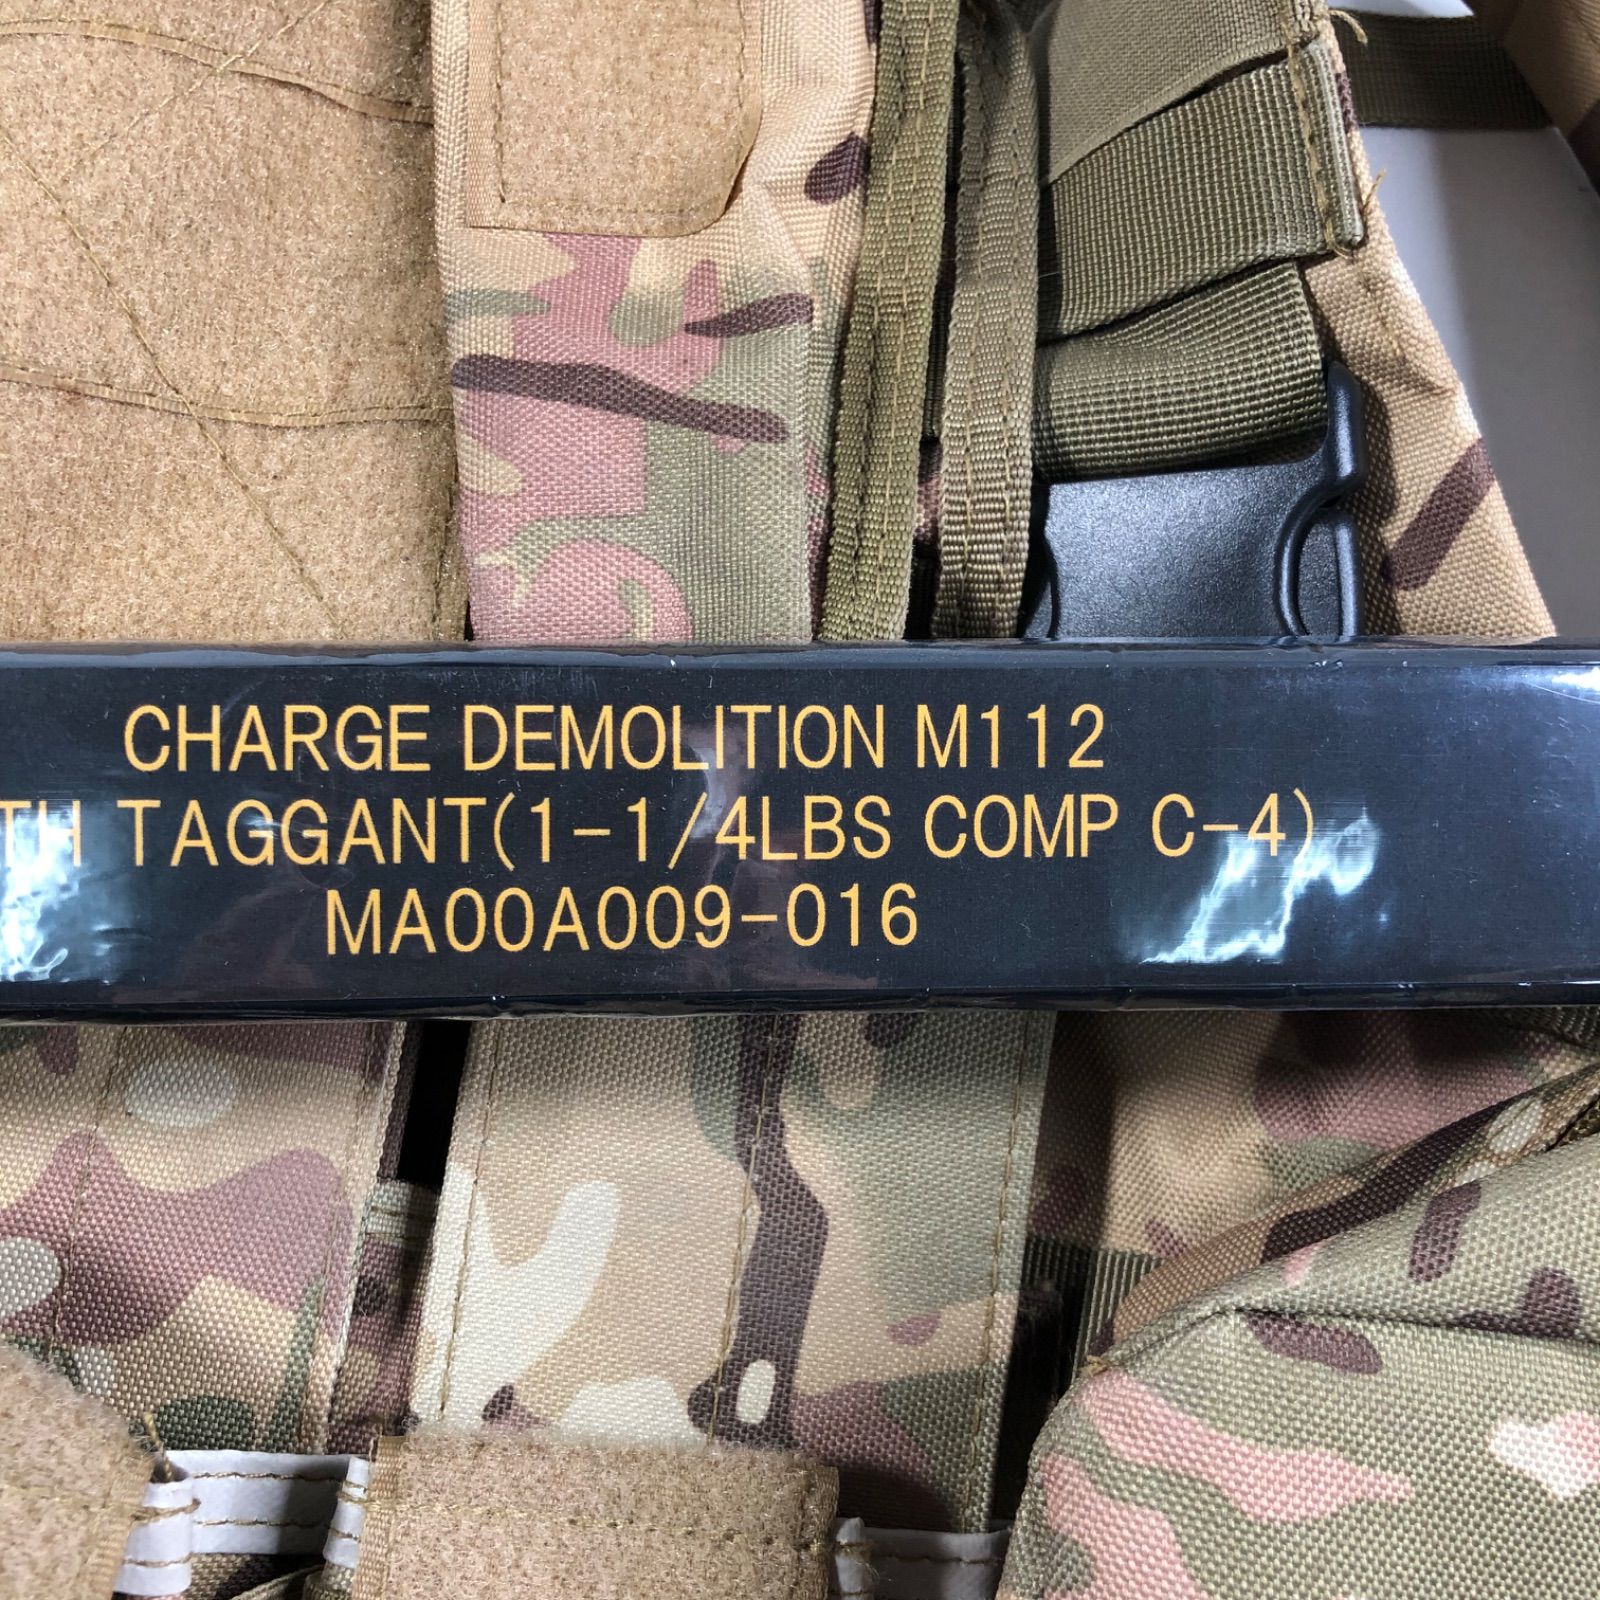 CHARGE DEMOLITION M112
TH TAGGANT(1-1/4LBS COMP C-4)
MA00A009-016